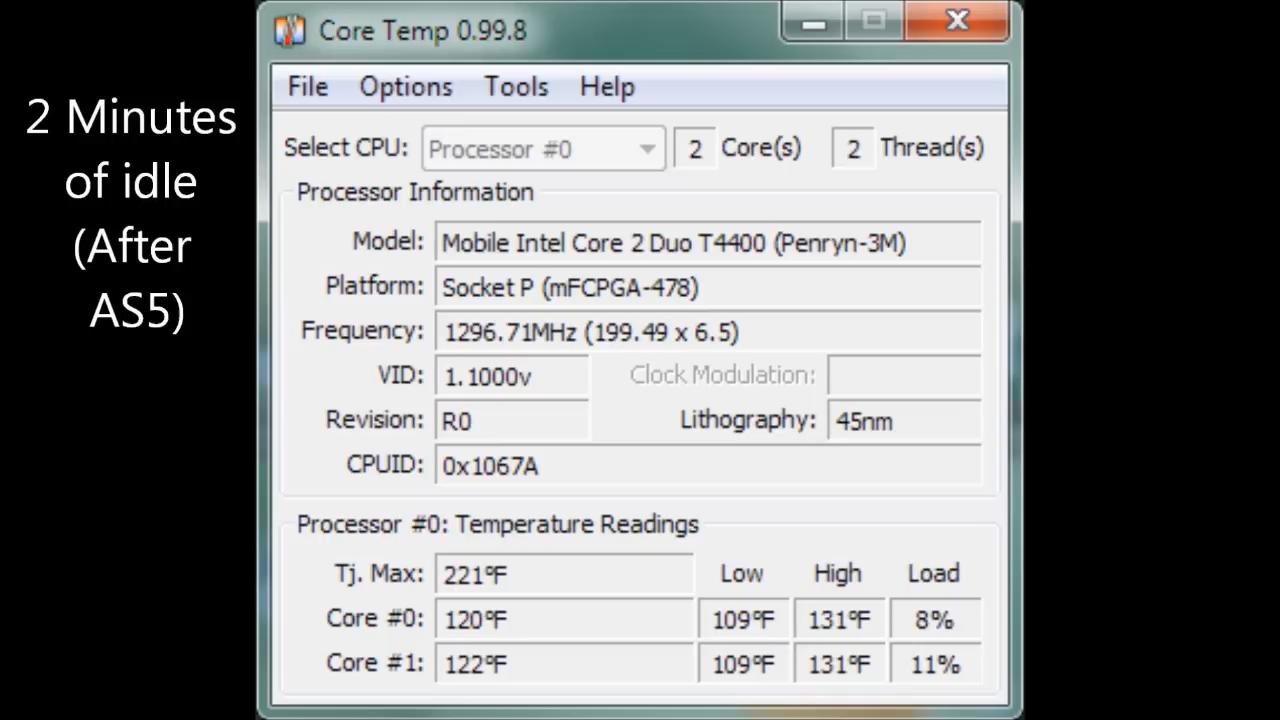 2 Minutes
of idle
(After
AS5)
Core Temp 0.99.8
File Options Tools Help
Select CPU: Processor #0 2 Core(s) 2 Thread(s)
Processor Information
Model: Mobile Intel Core 2 Duo T4400 (Penryn-3M)
Platform: Socket P (mFCPGA-478)
Frequency: 1296.71MHz (199.49 x 6.5)
VID: 1.1000v Clock Modulation:
Revision: R0 Lithography: 45nm
CPUID: 0x1067A
Processor #0: Temperature Readings
Tj. Max: 221°F Low High Load
Core #0: 120°F 109°F 131°F 8%
Core #1: 122°F 109°F 131°F 11%